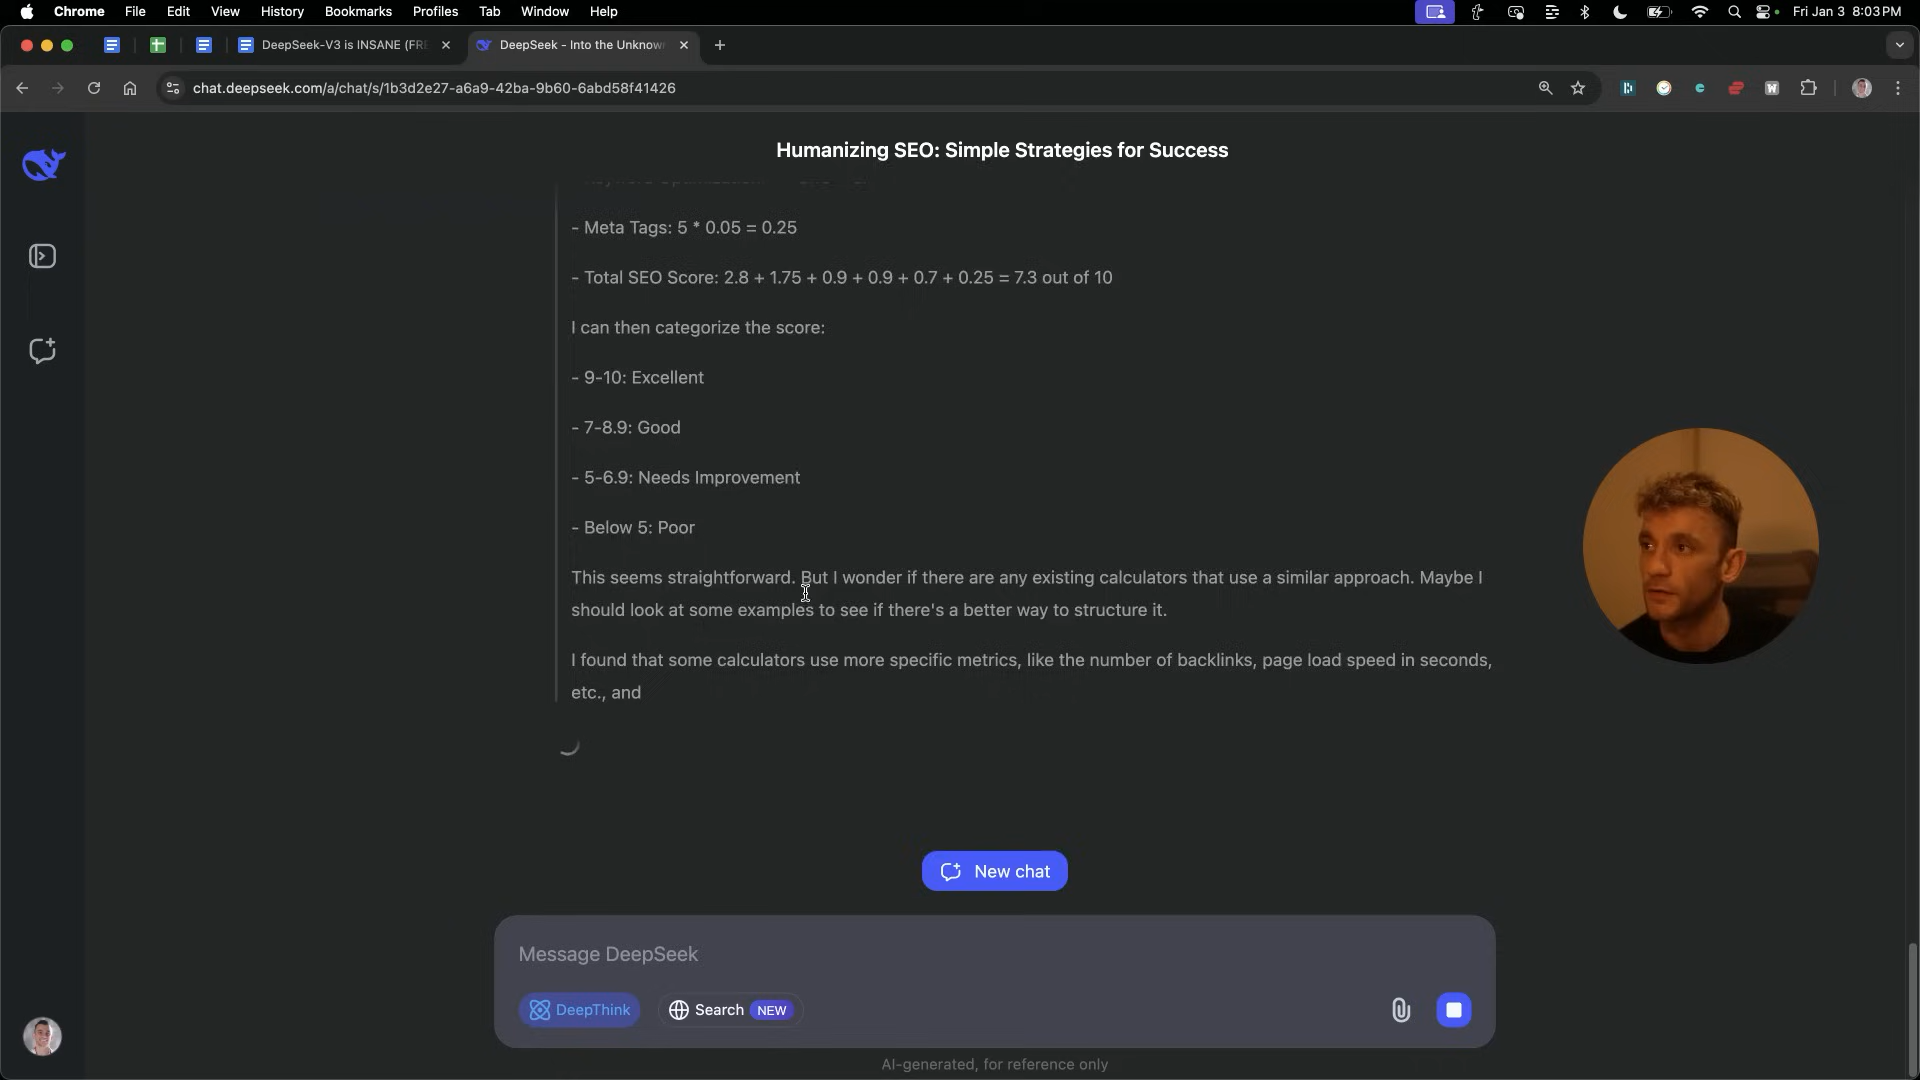 Chrome File Edit View History Bookmarks Profiles Tab Window Help Fri Jan 3 8:03 PM
DeepSeek-V3 is INSANE (FRE DeepSeek - Into the Unknown
chat.deepseek.com/a/chat/s/1b3d2e27-a6a9-42ba-9b60-6abd58f41426
Humanizing SEO: Simple Strategies for Success
- Meta Tags: 5 * 0.05 = 0.25
- Total SEO Score: 2.8 + 1.75 + 0.9 + 0.9 + 0.7 + 0.25 = 7.3 out of 10
I can then categorize the score:
- 9-10: Excellent
- 7-8.9: Good
- 5-6.9: Needs Improvement
- Below 5: Poor
This seems straightforward. But I wonder if there are any existing calculators that use a similar approach. Maybe I
should look at some examples to see if there's a better way to structure it.
I found that some calculators use more specific metrics, like the number of backlinks, page load speed in seconds,
etc., and
New chat
Message DeepSeek
DeepThink Search NEW
AI-generated, for reference only